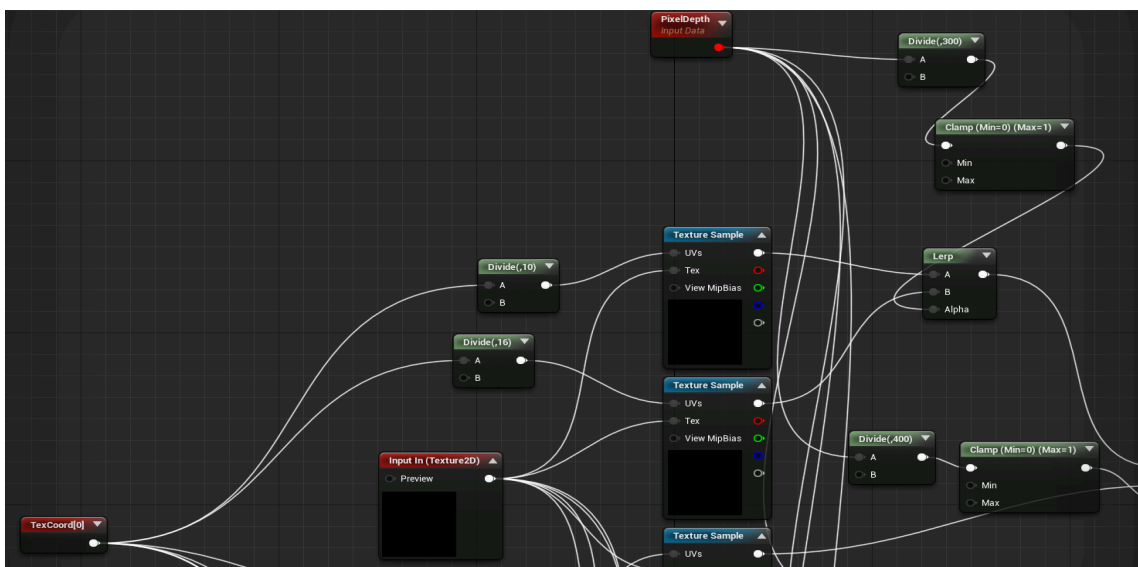 PixelDepth
Input Data
Divide(,300)
A
B
Clamp (Min=0) (Max=1)
Min
Max
Texture Sample
UVs
Tex
View MipBias
Lerp
A
B
Alpha
Divide(,10)
A
B
Divide(,16)
A
B
Texture Sample
UVs
Tex
View MipBias
Divide(,400)
A
B
Clamp (Min=0) (Max=1)
Min
Max
Input In (Texture2D)
Preview
TexCoord[0]
Texture Sample
UVs